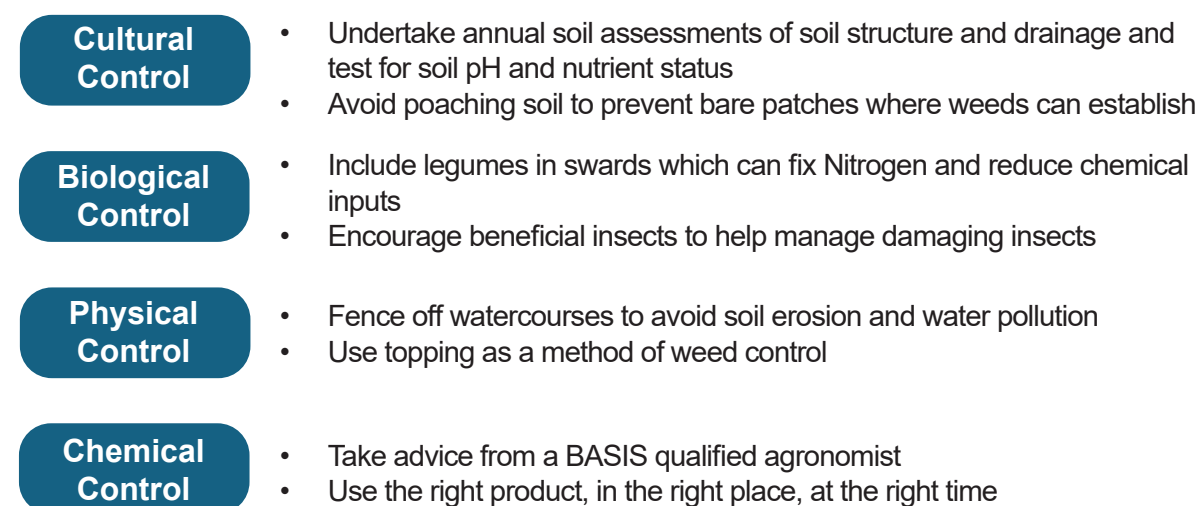 Cultural
Control
• Undertake annual soil assessments of soil structure and drainage and
test for soil pH and nutrient status
• Avoid poaching soil to prevent bare patches where weeds can establish
Biological
Control
• Include legumes in swards which can fix Nitrogen and reduce chemical
inputs
• Encourage beneficial insects to help manage damaging insects
Physical
Control
• Fence off watercourses to avoid soil erosion and water pollution
• Use topping as a method of weed control
Chemical
Control
• Take advice from a BASIS qualified agronomist
• Use the right product, in the right place, at the right time